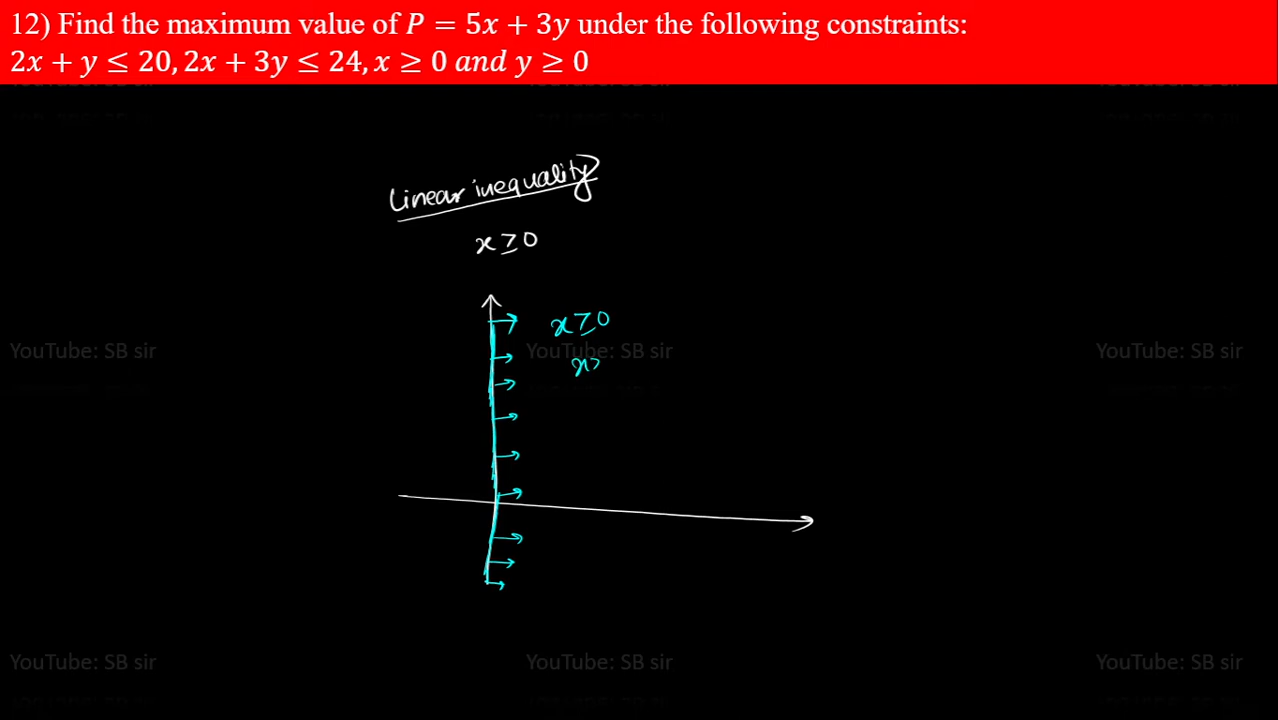 12) Find the maximum value of P = 5x + 3y under the following constraints:
2x + y ≤ 20, 2x + 3y ≤ 24, x ≥ 0 and y ≥ 0
Linear inequality
x ≥ 0
x ≥ 0
YouTube: SB sir YouTube: SB sir YouTube: SB sir
x>
YouTube: SB sir YouTube: SB sir YouTube: SB sir